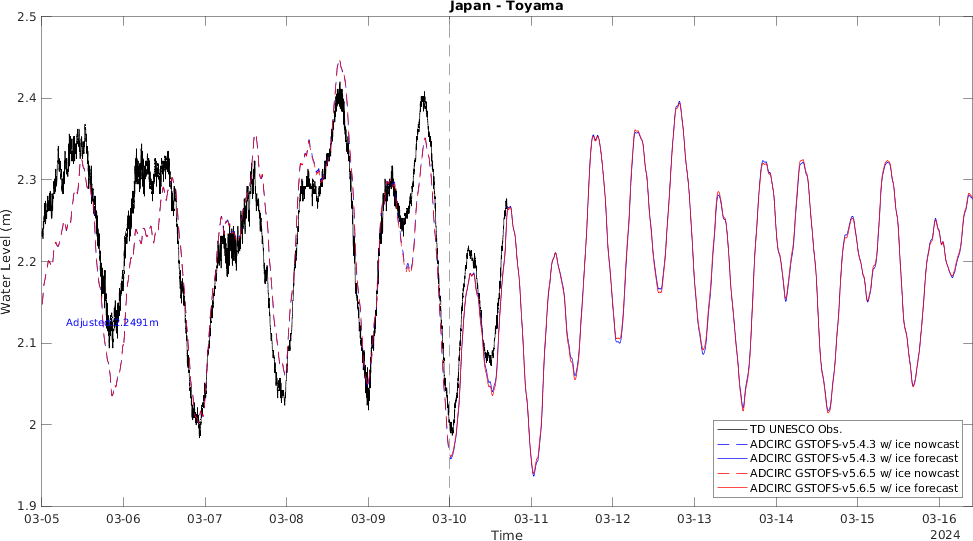 Japan - Toyama
2.5
2.4
2.3
2.2
2.1
2
1.9
Water Level (m)
Adjusted 2.2491m
TD UNESCO Obs.
ADCIRC GSTOFS-v5.4.3 w/ ice nowcast
ADCIRC GSTOFS-v5.4.3 w/ ice forecast
ADCIRC GSTOFS-v5.6.5 w/ ice nowcast
ADCIRC GSTOFS-v5.6.5 w/ ice forecast
03-05 03-06 03-07 03-08 03-09 03-10 03-11 03-12 03-13 03-14 03-15 03-16
Time
2024